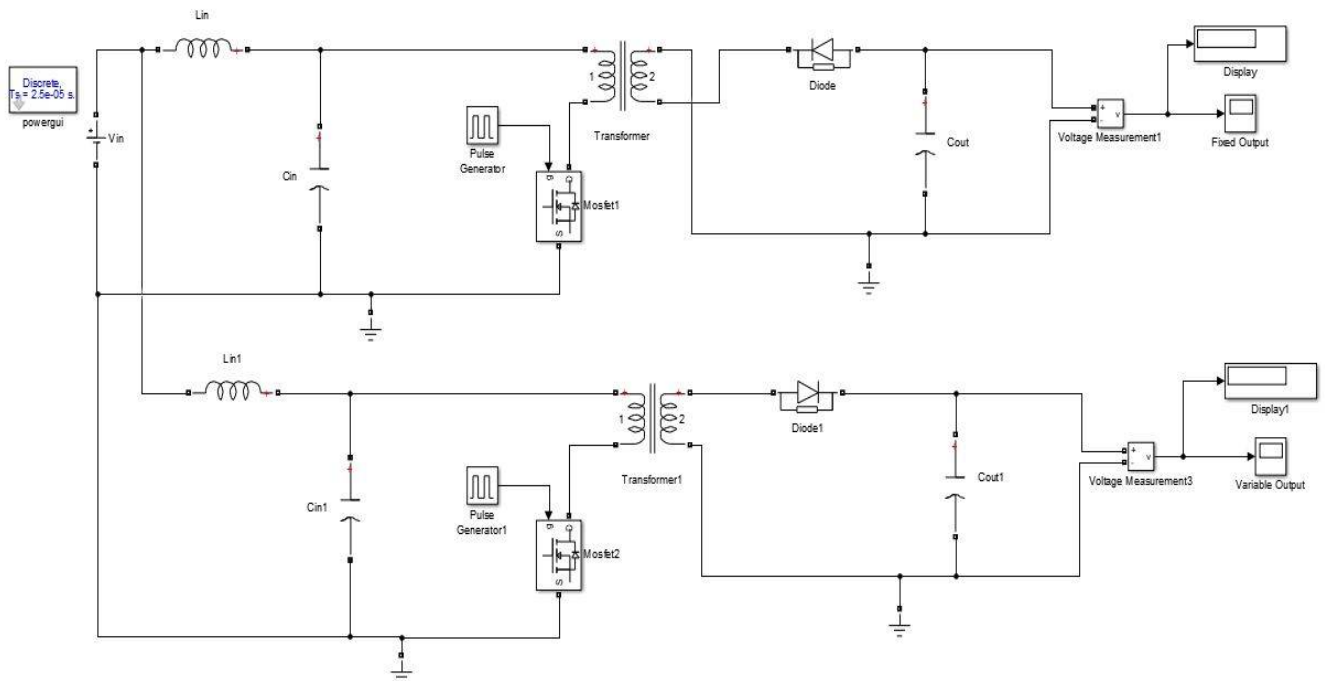 Lin
Discrete,
Ts = 2.5e-05 s.
powergui
Vin
Cin
Pulse
Generator
g
D
S
Mosfet1
1
2
Transformer
Diode
Cout
+
-
v
Voltage Measurement1
Display
Fixed Output
Lin1
Cin1
Pulse
Generator1
g
D
S
Mosfet2
1
2
Transformer1
Diode1
Cout1
+
-
v
Voltage Measurement3
Display1
Variable Output